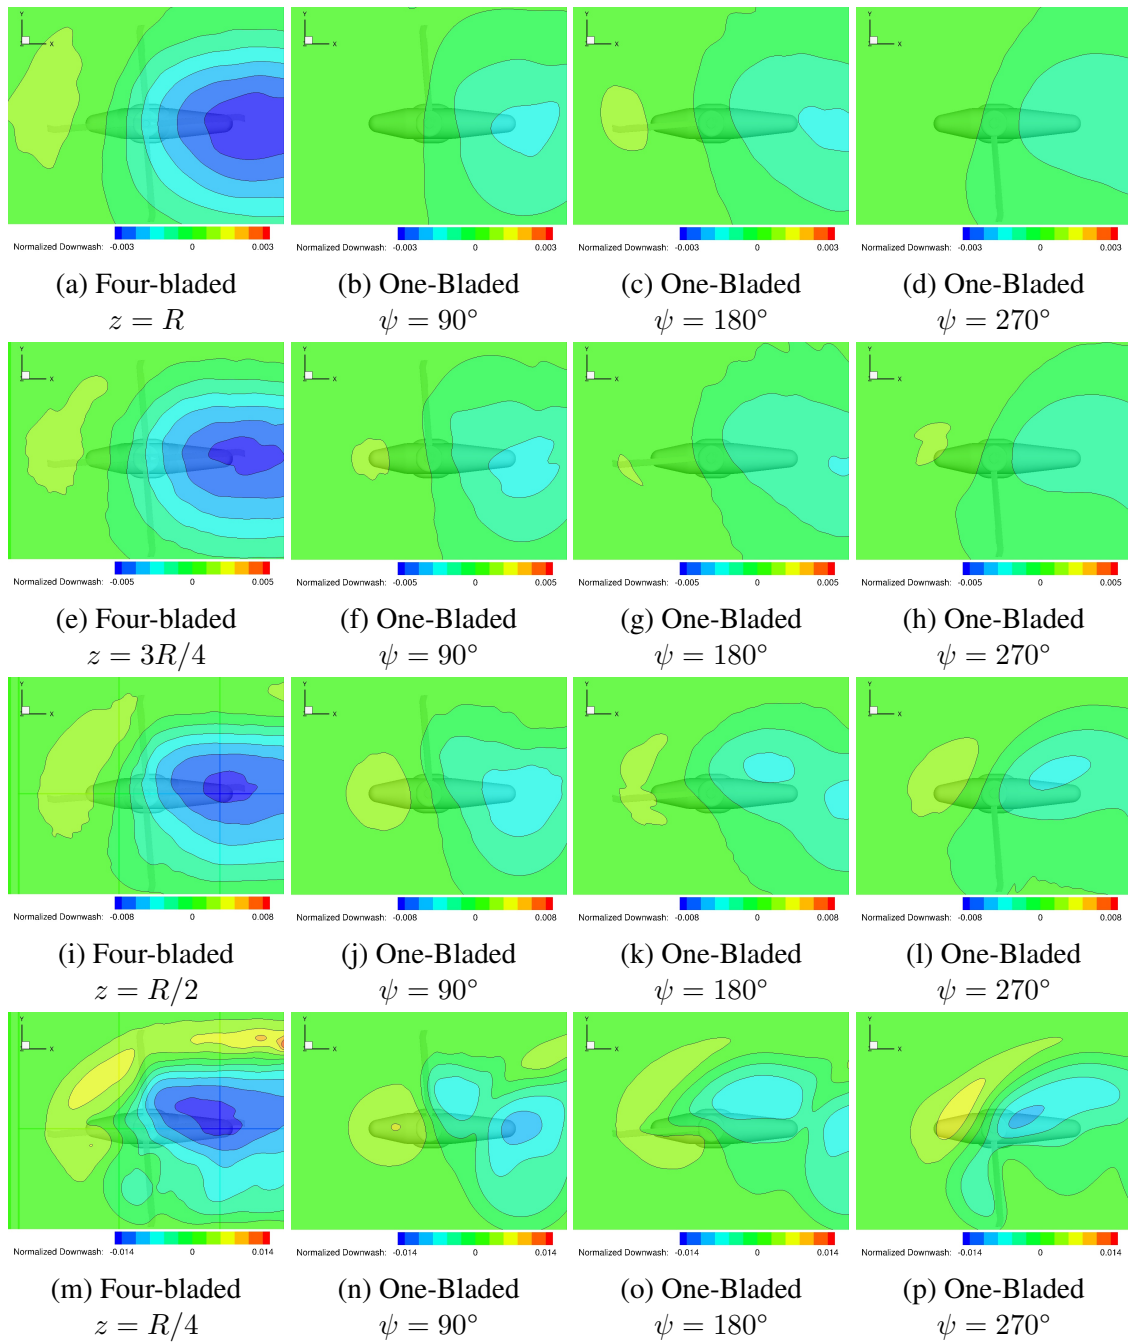 Y X Y X Y X Y X
Normalized Downwash: -0.003 0 0.003 Normalized Downwash: -0.003 0 0.003 Normalized Downwash: -0.003 0 0.003 Normalized Downwash: -0.003 0 0.003
(a) Four-bladed (b) One-Bladed (c) One-Bladed (d) One-Bladed
z = R ψ = 90° ψ = 180° ψ = 270°
Y X Y X Y X Y X
Normalized Downwash: -0.005 0 0.005 Normalized Downwash: -0.005 0 0.005 Normalized Downwash: -0.005 0 0.005 Normalized Downwash: -0.005 0 0.005
(e) Four-bladed (f) One-Bladed (g) One-Bladed (h) One-Bladed
z = 3R/4 ψ = 90° ψ = 180° ψ = 270°
Y X Y X Y X Y X
Normalized Downwash: -0.008 0 0.008 Normalized Downwash: -0.008 0 0.008 Normalized Downwash: -0.008 0 0.008 Normalized Downwash: -0.008 0 0.008
(i) Four-bladed (j) One-Bladed (k) One-Bladed (l) One-Bladed
z = R/2 ψ = 90° ψ = 180° ψ = 270°
Y X Y X Y X Y X
Normalized Downwash: -0.014 0 0.014 Normalized Downwash: -0.014 0 0.014 Normalized Downwash: -0.014 0 0.014 Normalized Downwash: -0.014 0 0.014
(m) Four-bladed (n) One-Bladed (o) One-Bladed (p) One-Bladed
z = R/4 ψ = 90° ψ = 180° ψ = 270°